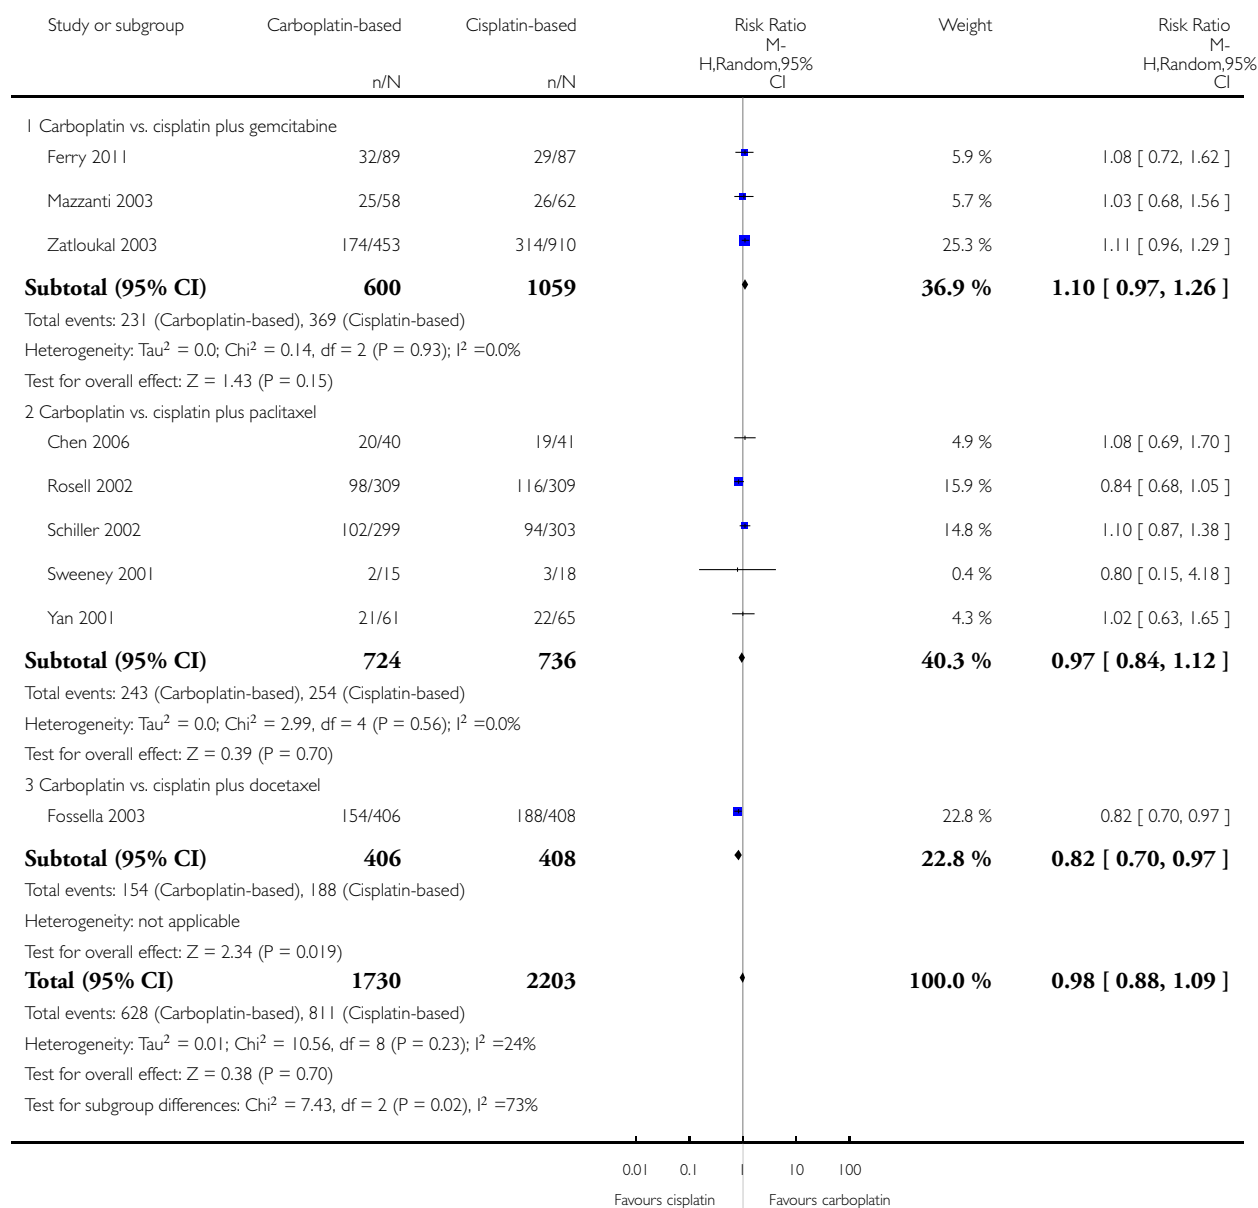 Study or subgroup Carboplatin-based Cisplatin-based Risk Ratio Weight Risk Ratio
M- M-
H,Random,95% H,Random,95%
n/N n/N CI CI
1 Carboplatin vs. cisplatin plus gemcitabine
Ferry 2011 32/89 29/87 5.9 % 1.08 [ 0.72, 1.62 ]
Mazzanti 2003 25/58 26/62 5.7 % 1.03 [ 0.68, 1.56 ]
Zatloukal 2003 174/453 314/910 25.3 % 1.11 [ 0.96, 1.29 ]
Subtotal (95% CI) 600 1059 36.9 % 1.10 [ 0.97, 1.26 ]
Total events: 231 (Carboplatin-based), 369 (Cisplatin-based)
Heterogeneity: Tau² = 0.0; Chi² = 0.14, df = 2 (P = 0.93); I² =0.0%
Test for overall effect: Z = 1.43 (P = 0.15)
2 Carboplatin vs. cisplatin plus paclitaxel
Chen 2006 20/40 19/41 4.9 % 1.08 [ 0.69, 1.70 ]
Rosell 2002 98/309 116/309 15.9 % 0.84 [ 0.68, 1.05 ]
Schiller 2002 102/299 94/303 14.8 % 1.10 [ 0.87, 1.38 ]
Sweeney 2001 2/15 3/18 0.4 % 0.80 [ 0.15, 4.18 ]
Yan 2001 21/61 22/65 4.3 % 1.02 [ 0.63, 1.65 ]
Subtotal (95% CI) 724 736 40.3 % 0.97 [ 0.84, 1.12 ]
Total events: 243 (Carboplatin-based), 254 (Cisplatin-based)
Heterogeneity: Tau² = 0.0; Chi² = 2.99, df = 4 (P = 0.56); I² =0.0%
Test for overall effect: Z = 0.39 (P = 0.70)
3 Carboplatin vs. cisplatin plus docetaxel
Fossella 2003 154/406 188/408 22.8 % 0.82 [ 0.70, 0.97 ]
Subtotal (95% CI) 406 408 22.8 % 0.82 [ 0.70, 0.97 ]
Total events: 154 (Carboplatin-based), 188 (Cisplatin-based)
Heterogeneity: not applicable
Test for overall effect: Z = 2.34 (P = 0.019)
Total (95% CI) 1730 2203 100.0 % 0.98 [ 0.88, 1.09 ]
Total events: 628 (Carboplatin-based), 811 (Cisplatin-based)
Heterogeneity: Tau² = 0.01; Chi² = 10.56, df = 8 (P = 0.23); I² =24%
Test for overall effect: Z = 0.38 (P = 0.70)
Test for subgroup differences: Chi² = 7.43, df = 2 (P = 0.02), I² =73%
0.01 0.1 1 10 100
Favours cisplatin Favours carboplatin